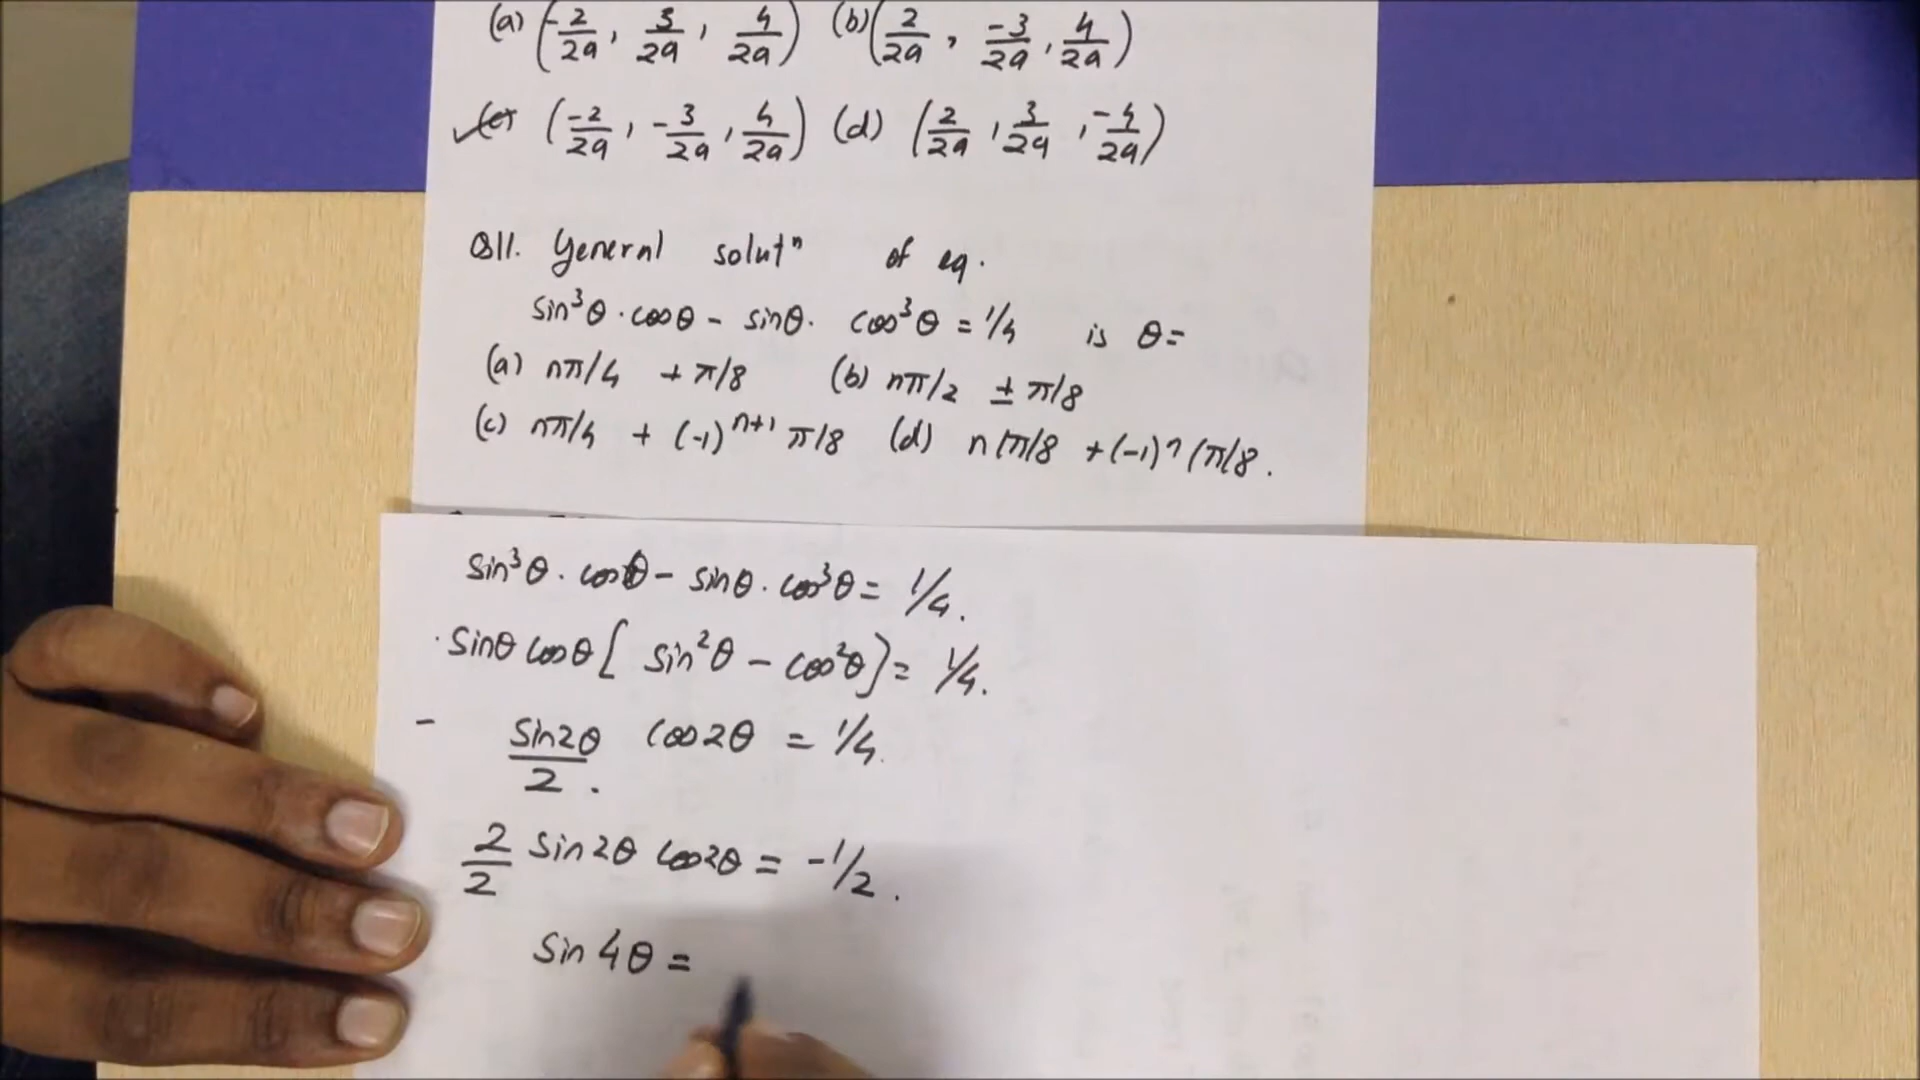 (a) (-2/29, 3/29, 4/29) (b) (2/29, -3/29, 4/29)
(c) (-2/29, -3/29, 4/29) (d) (2/29, 3/29, -4/29)
Q11. General solutⁿ of eq.
sin³θ·cosθ - sinθ· cos³θ = 1/4 is θ=
(a) nπ/4 + π/8 (b) nπ/2 ± π/8
(c) nπ/4 + (-1)ⁿ⁺¹ π/8 (d) n(π/8 +(-1)ⁿ (π/8.
sin³θ. cosθ - sinθ. cos³θ = 1/4.
sinθ cosθ [ sin²θ - cos²θ] = 1/4.
- sin2θ/2. cos2θ = 1/4.
2/2 sin2θ cos2θ = -1/2.
sin 4θ =